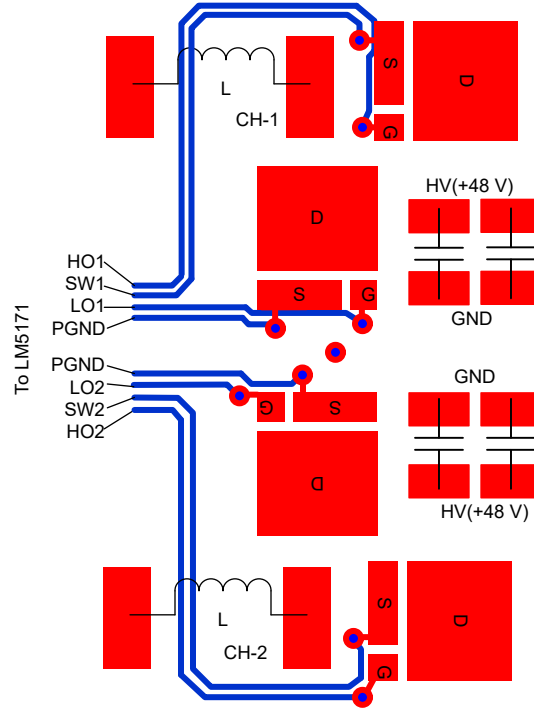 S
D
L
CH-1
G
HV(+48 V)
D
HO1
SW1
LO1
PGND
S
G
GND
To LM5171
PGND
LO2
SW2
HO2
GND
G
S
D
HV(+48 V)
S
D
L
CH-2
G